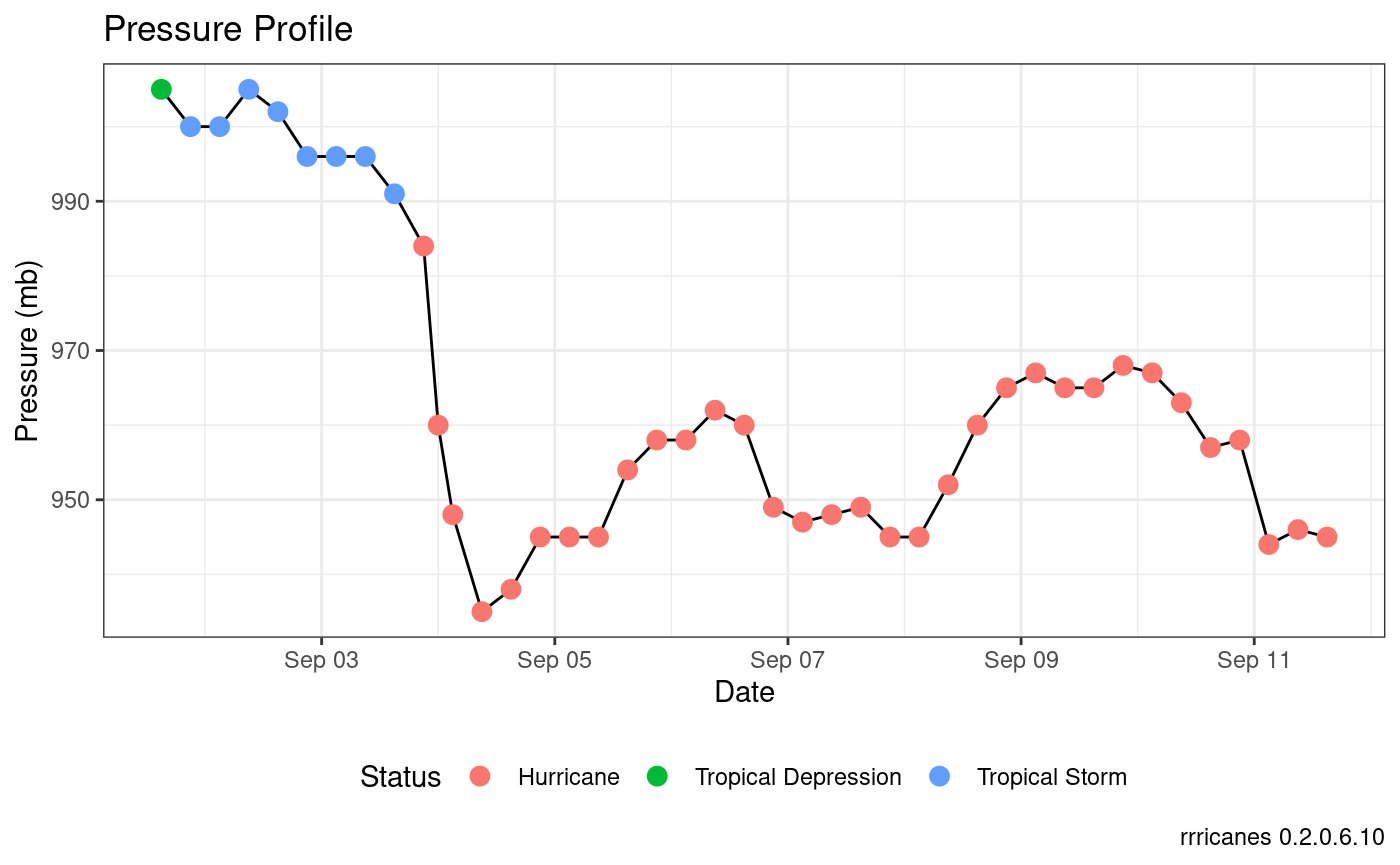 Pressure Profile
Pressure (mb)
990
970
950
Sep 03 Sep 05 Sep 07 Sep 09 Sep 11
Date
Status Hurricane Tropical Depression Tropical Storm
rrricanes 0.2.0.6.10